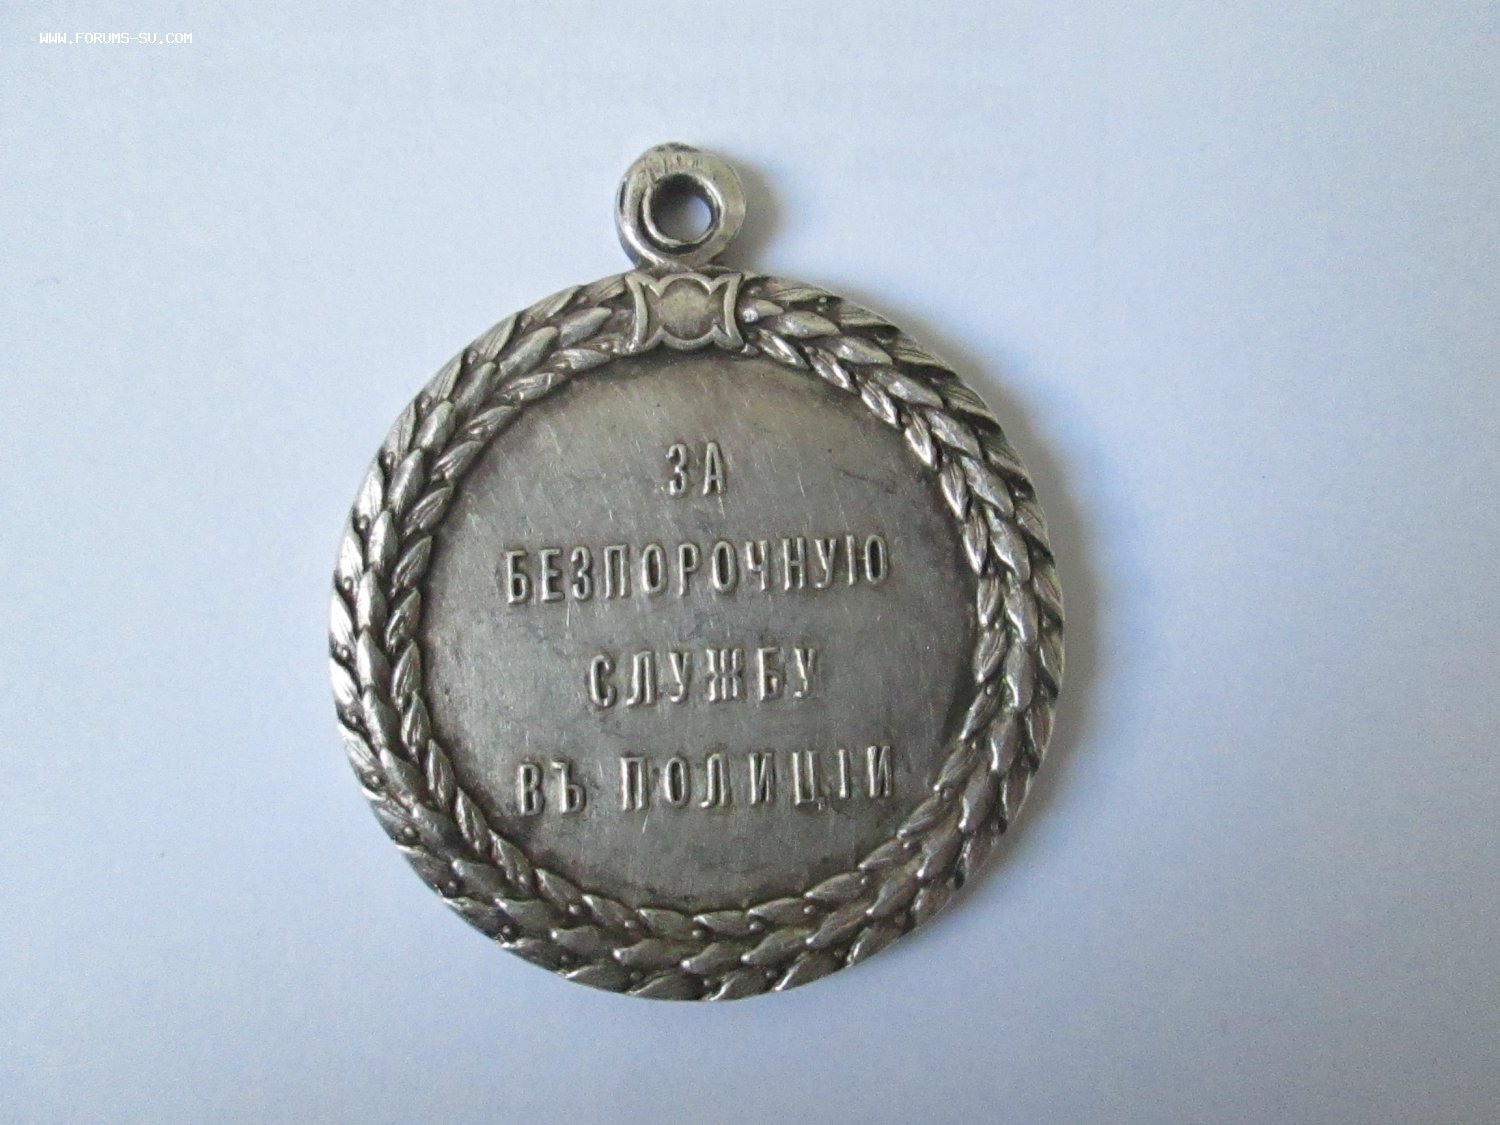 WWW.FORUMS-SU.COM
ЗА
БЕЗПОРОЧНУЮ
СЛУЖБУ
ВЪ ПОЛИЦІИ